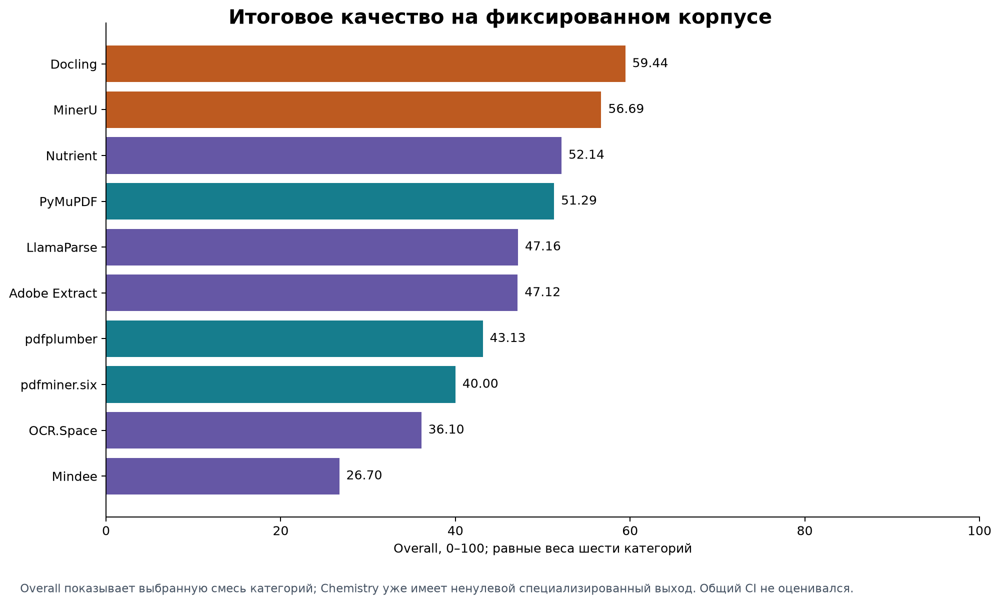 Итоговое качество на фиксированном корпусе
Docling 59.44
MinerU 56.69
Nutrient 52.14
PyMuPDF 51.29
LlamaParse 47.16
Adobe Extract 47.12
pdfplumber 43.13
pdfminer.six 40.00
OCR.Space 36.10
Mindee 26.70
0 20 40 60 80 100
Overall, 0–100; равные веса шести категорий
Overall показывает выбранную смесь категорий; Chemistry уже имеет ненулевой специализированный выход. Общий CI не оценивался.